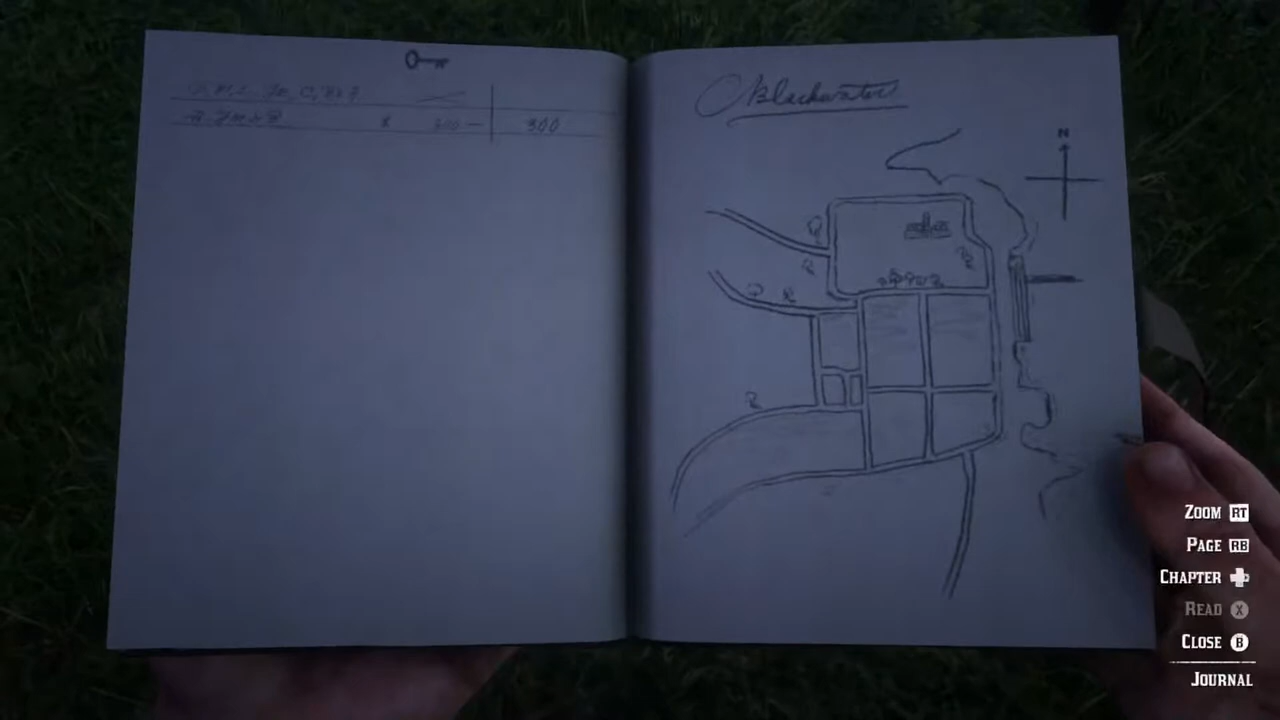 300
Blackwater
N
ZOOM RT
PAGE RB
CHAPTER
READ X
CLOSE B
JOURNAL